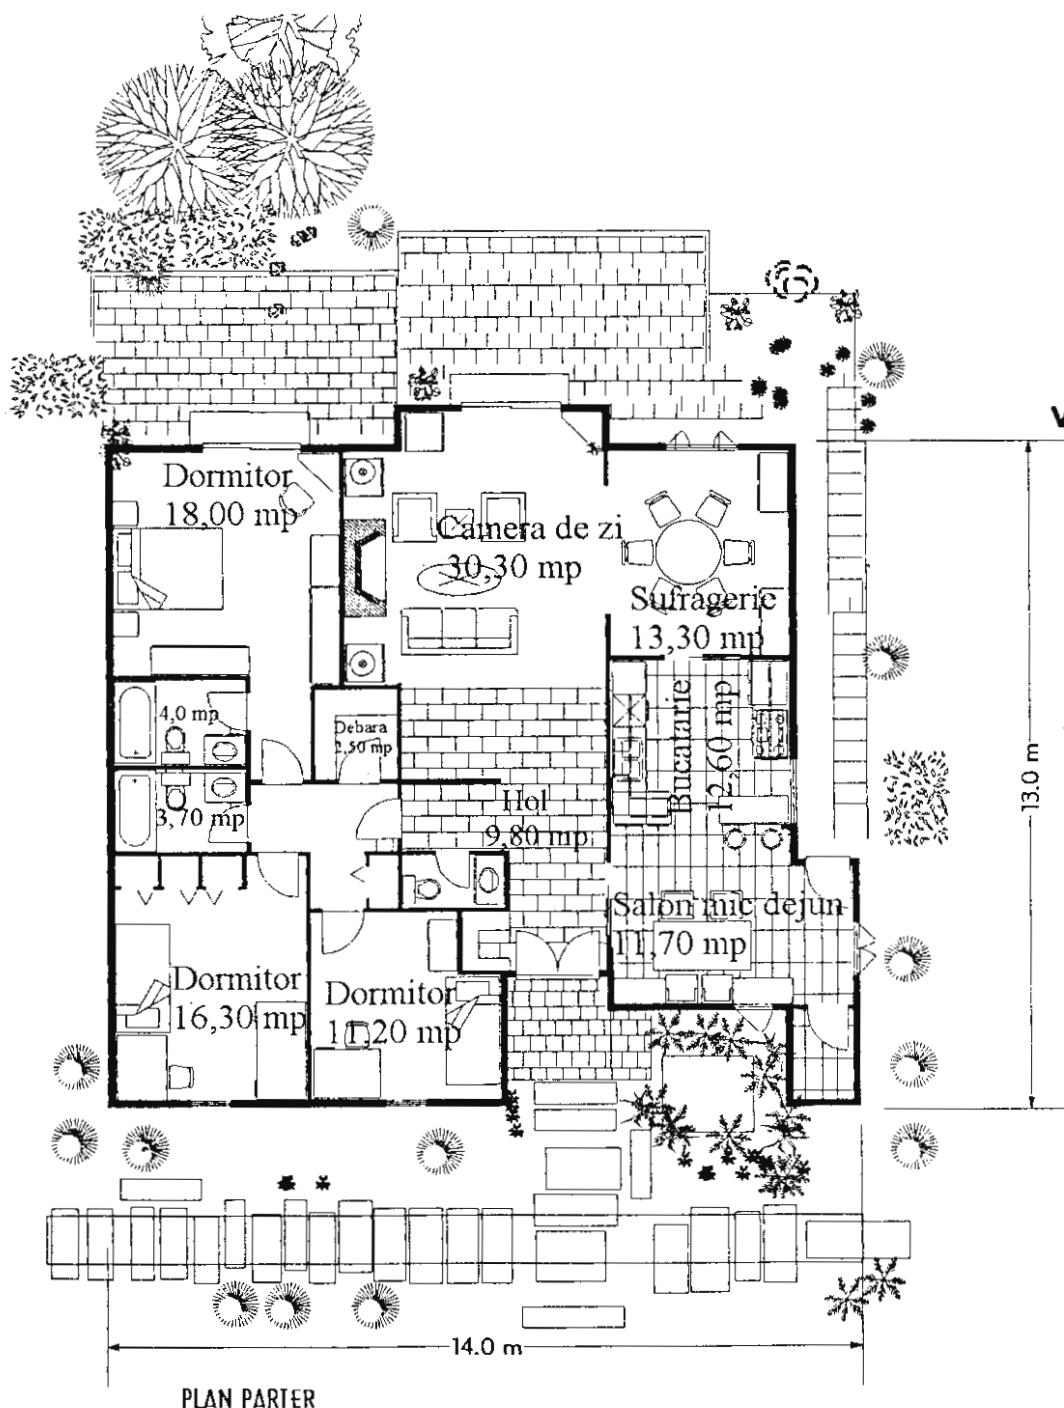 Dormitor
18,00 mp
Camera de zi
30,30 mp
Sufragerie
13,30 mp
4,0 mp
Debara
2,50 mp
Bucatarie
12,60 mp
3,70 mp
Hol
9,80 mp
13.0 m
Salon mic dejun
11,70 mp
Dormitor
16,30 mp
Dormitor
11,20 mp
14.0 m
PLAN PARTER